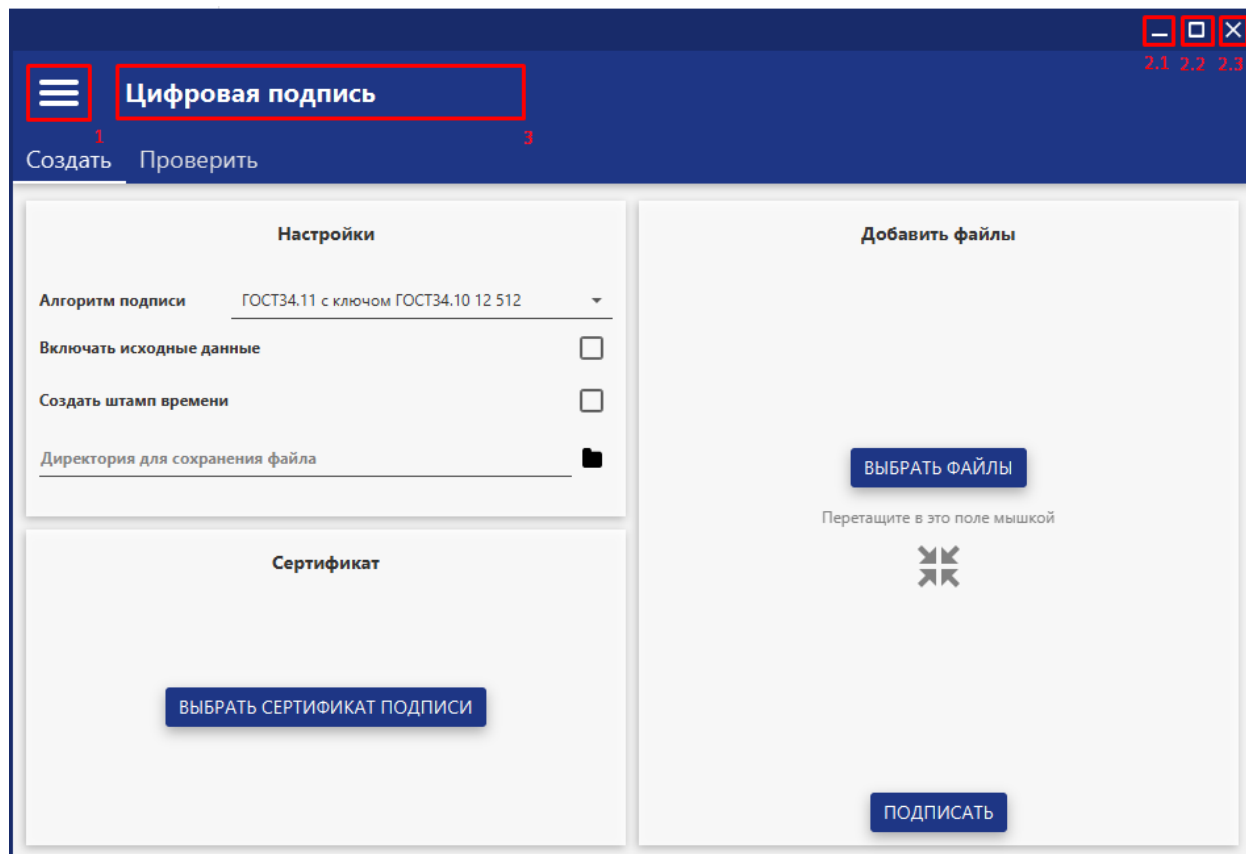 2.1 2.2 2.3
Цифровая подпись
1
3
Создать Проверить
Настройки
Алгоритм подписи ГОСТ34.11 с ключом ГОСТ34.10 12 512
Включать исходные данные
Создать штамп времени
Директория для сохранения файла
Сертификат
ВЫБРАТЬ СЕРТИФИКАТ ПОДПИСИ
Добавить файлы
ВЫБРАТЬ ФАЙЛЫ
Перетащите в это поле мышкой
ПОДПИСАТЬ